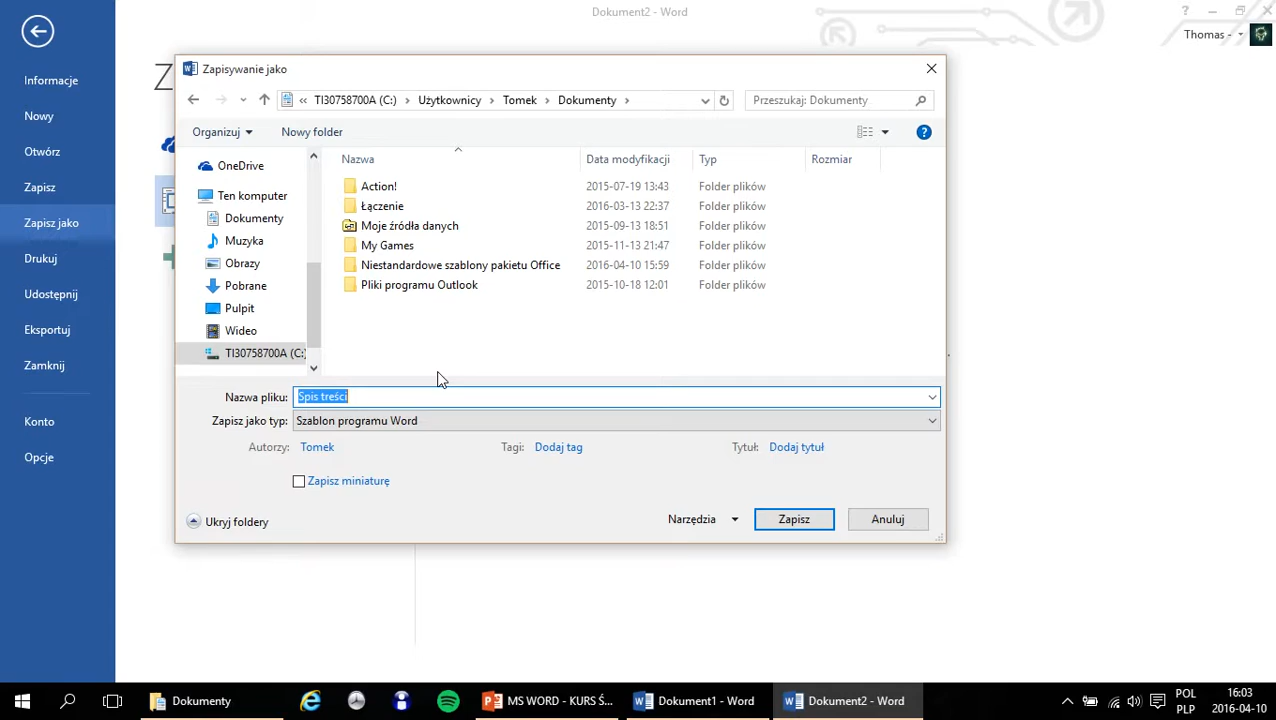 Dokument2 - Word
?
Thomas -
Informacje
Nowy
Otwórz
Zapisz
Zapisz jako
Drukuj
Udostępnij
Eksportuj
Zamknij
Konto
Opcje
Zapisywanie jako
« TI30758700A (C:) Użytkownicy Tomek Dokumenty
Przeszukaj: Dokumenty
Organizuj Nowy folder
?
OneDrive
Ten komputer
Dokumenty
Muzyka
Obrazy
Pobrane
Pulpit
Wideo
TI30758700A (C:)
Nazwa Data modyfikacji Typ Rozmiar
Action! 2015-07-19 13:43 Folder plików
Łączenie 2016-03-13 22:37 Folder plików
Moje źródła danych 2015-09-13 18:51 Folder plików
My Games 2015-11-13 21:47 Folder plików
Niestandardowe szablony pakietu Office 2016-04-10 15:59 Folder plików
Pliki programu Outlook 2015-10-18 12:01 Folder plików
Nazwa pliku: Spis treści
Zapisz jako typ: Szablon programu Word
Autorzy: Tomek Tagi: Dodaj tag Tytuł: Dodaj tytuł
Zapisz miniaturę
Ukryj foldery
Narzędzia Zapisz Anuluj
Dokumenty
MS WORD - KURS Ś...
Dokument1 - Word
Dokument2 - Word
POL
PLP
16:03
2016-04-10